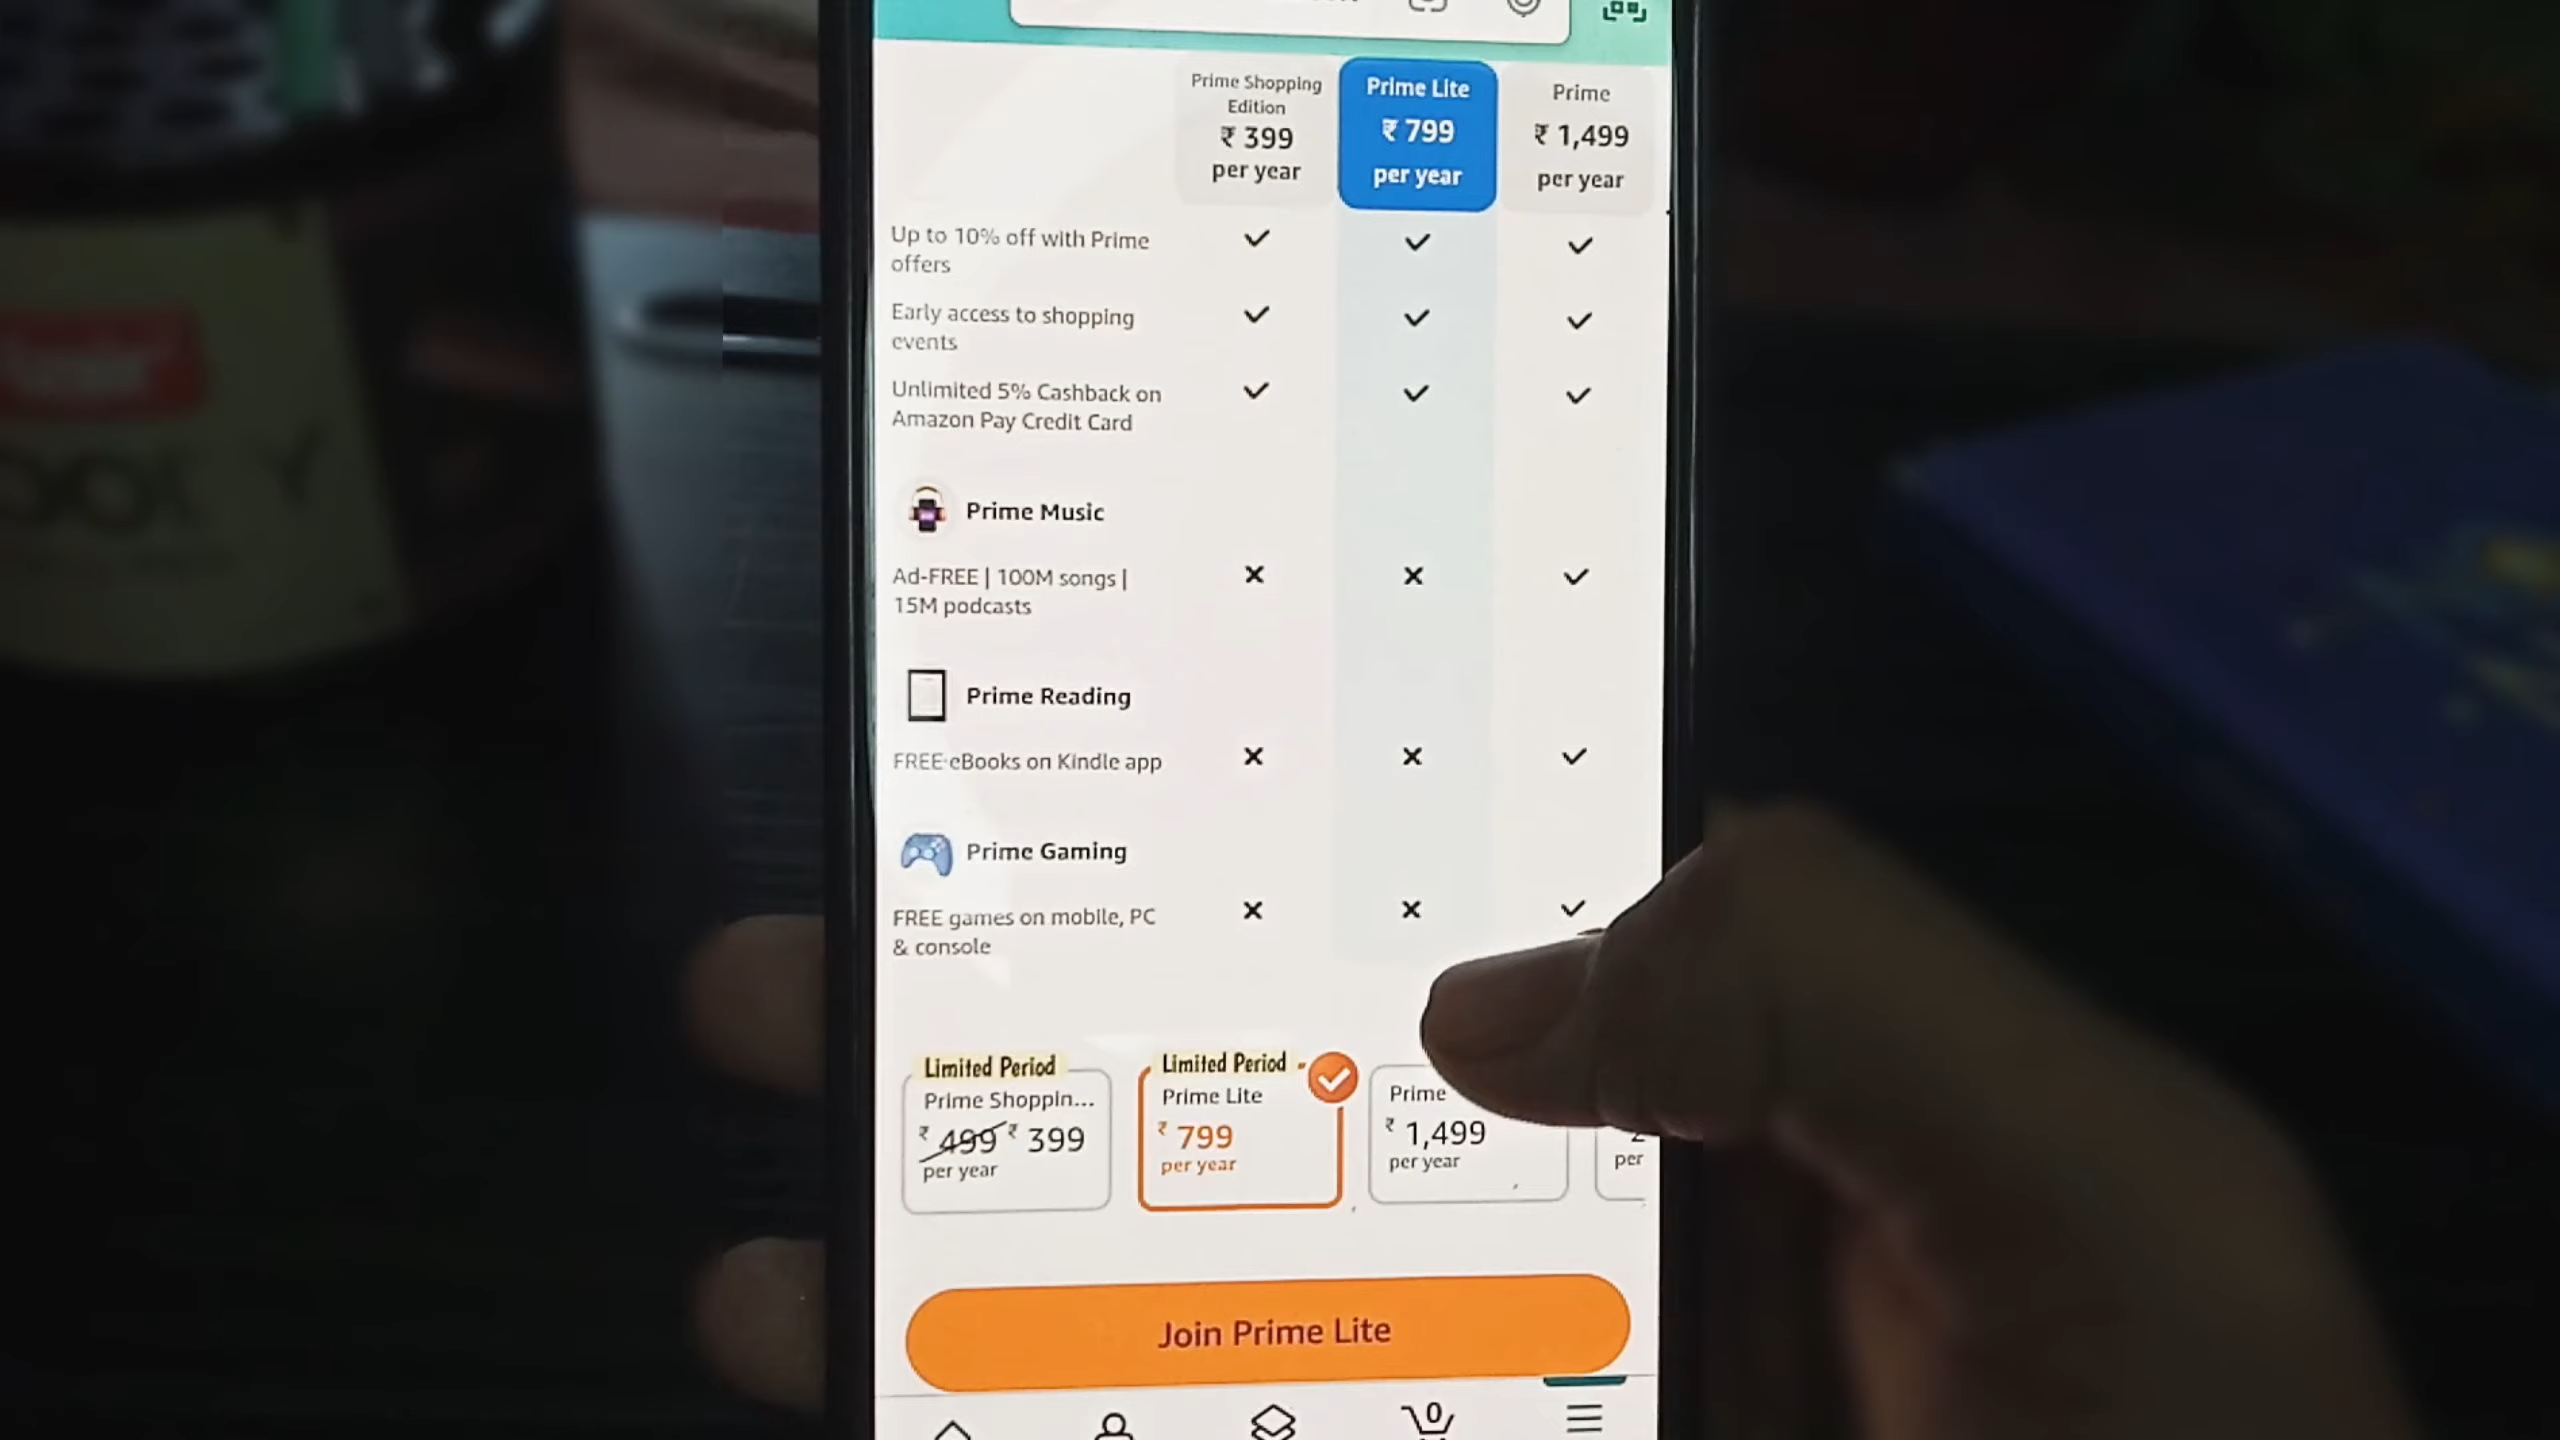 Prime Shopping
Edition
₹ 399
per year
Prime Lite
₹ 799
per year
Prime
₹ 1,499
per year
Up to 10% off with Prime
offers
Early access to shopping
events
Unlimited 5% Cashback on
Amazon Pay Credit Card
Prime Music
Ad-FREE | 100M songs |
15M podcasts
Prime Reading
FREE eBooks on Kindle app
Prime Gaming
FREE games on mobile, PC
& console
Limited Period
Prime Shoppin...
₹ 499 ₹ 399
per year
Limited Period
Prime Lite
₹ 799
per year
Prime
₹ 1,499
per year
per
Join Prime Lite
0